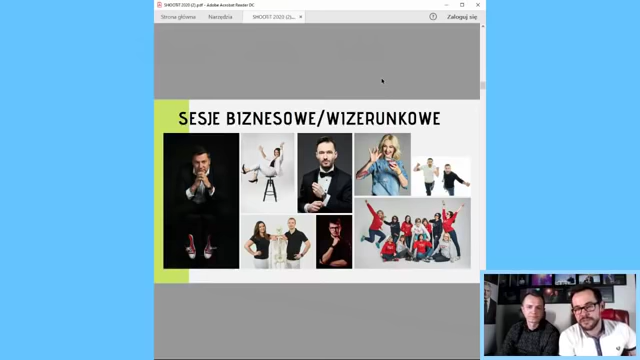 SHOOT 2020 (2).pdf - Adobe Acrobat Reader DC
Strona główna
Narzędzia
SHOOT 2020 (2)....
Zaloguj się
SESJE BIZNESOWE/WIZERUNKOWE